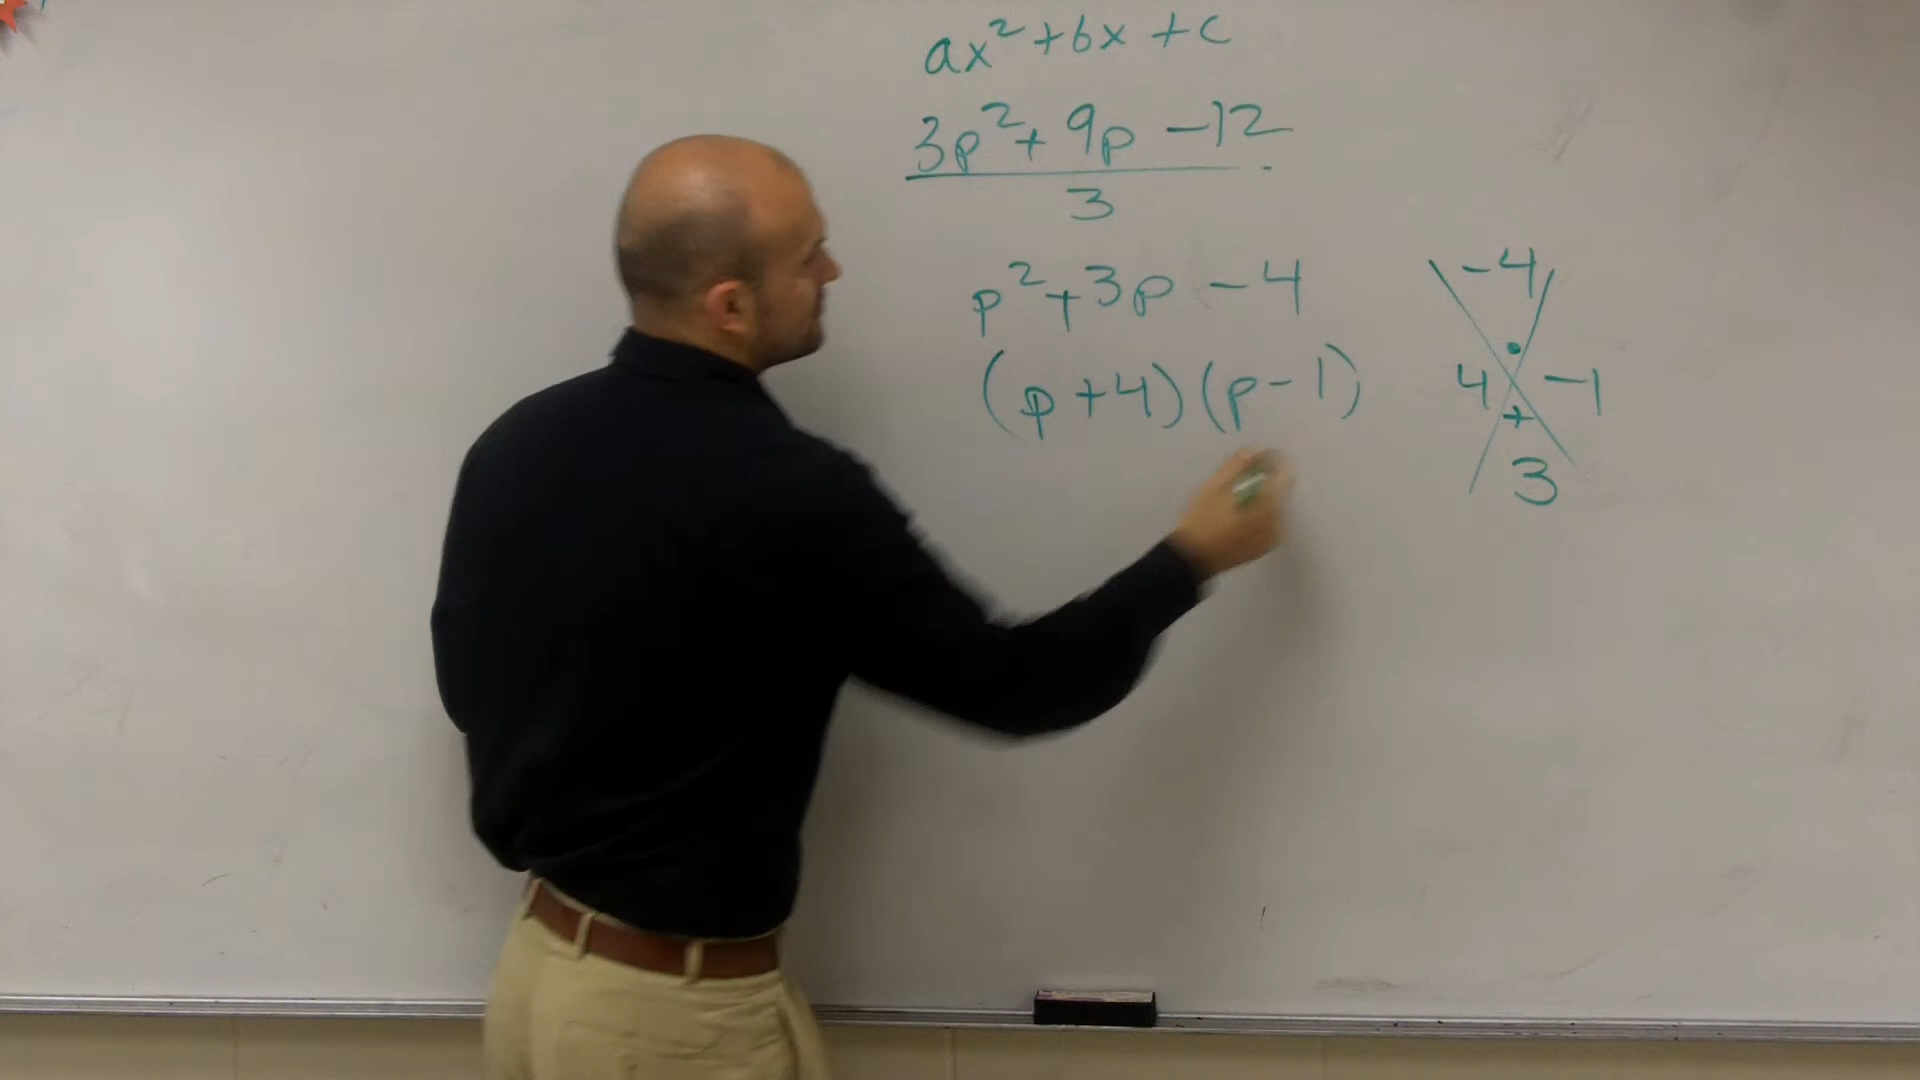 ax²+bx+c
3p²+9p-12
3
p²+3p-4
(p+4)(p-1)
-4
•
4 -1
+
3